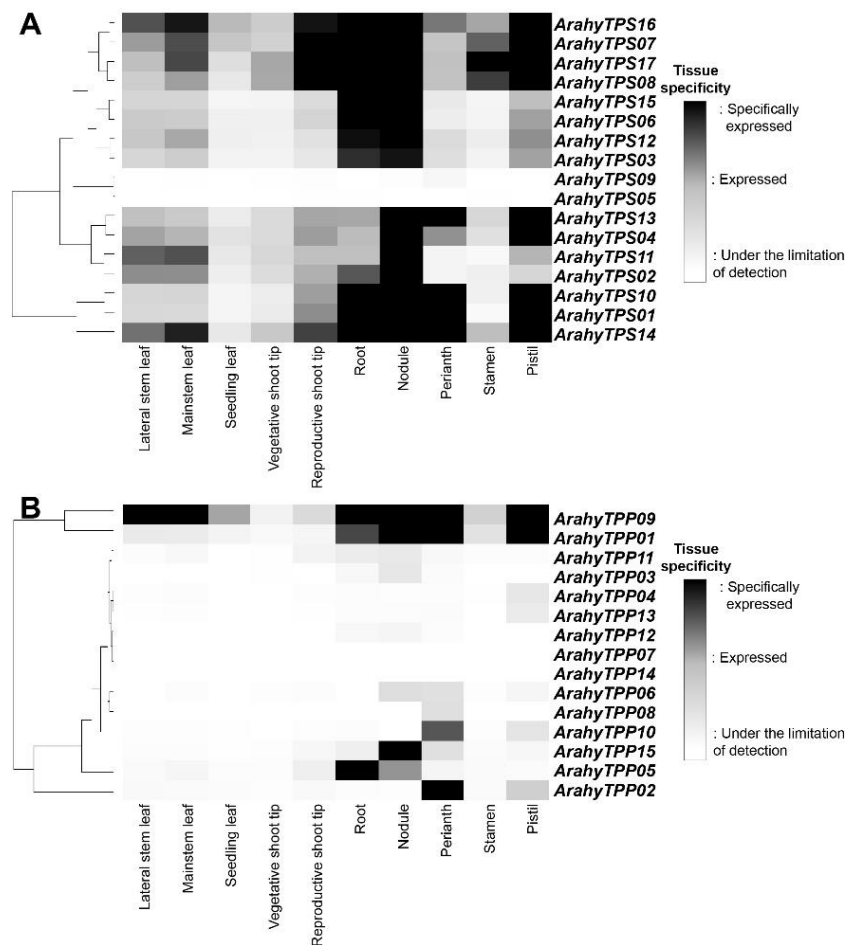 A
ArahyTPS16
ArahyTPS07
ArahyTPS17
ArahyTPS08
ArahyTPS15
ArahyTPS06
ArahyTPS12
ArahyTPS03
ArahyTPS09
ArahyTPS05
ArahyTPS13
ArahyTPS04
ArahyTPS11
ArahyTPS02
ArahyTPS10
ArahyTPS01
ArahyTPS14
Tissue
specificity
: Specifically
expressed
: Expressed
: Under the limitation
of detection
Lateral stem leaf
Mainstem leaf
Seedling leaf
Vegetative shoot tip
Reproductive shoot tip
Root
Nodule
Perianth
Stamen
Pistil
B
ArahyTPP09
ArahyTPP01
ArahyTPP11
ArahyTPP03
ArahyTPP04
ArahyTPP13
ArahyTPP12
ArahyTPP07
ArahyTPP14
ArahyTPP06
ArahyTPP08
ArahyTPP10
ArahyTPP15
ArahyTPP05
ArahyTPP02
Tissue
specificity
: Specifically
expressed
: Expressed
: Under the limitation
of detection
Lateral stem leaf
Mainstem leaf
Seedling leaf
Vegetative shoot tip
Reproductive shoot tip
Root
Nodule
Perianth
Stamen
Pistil